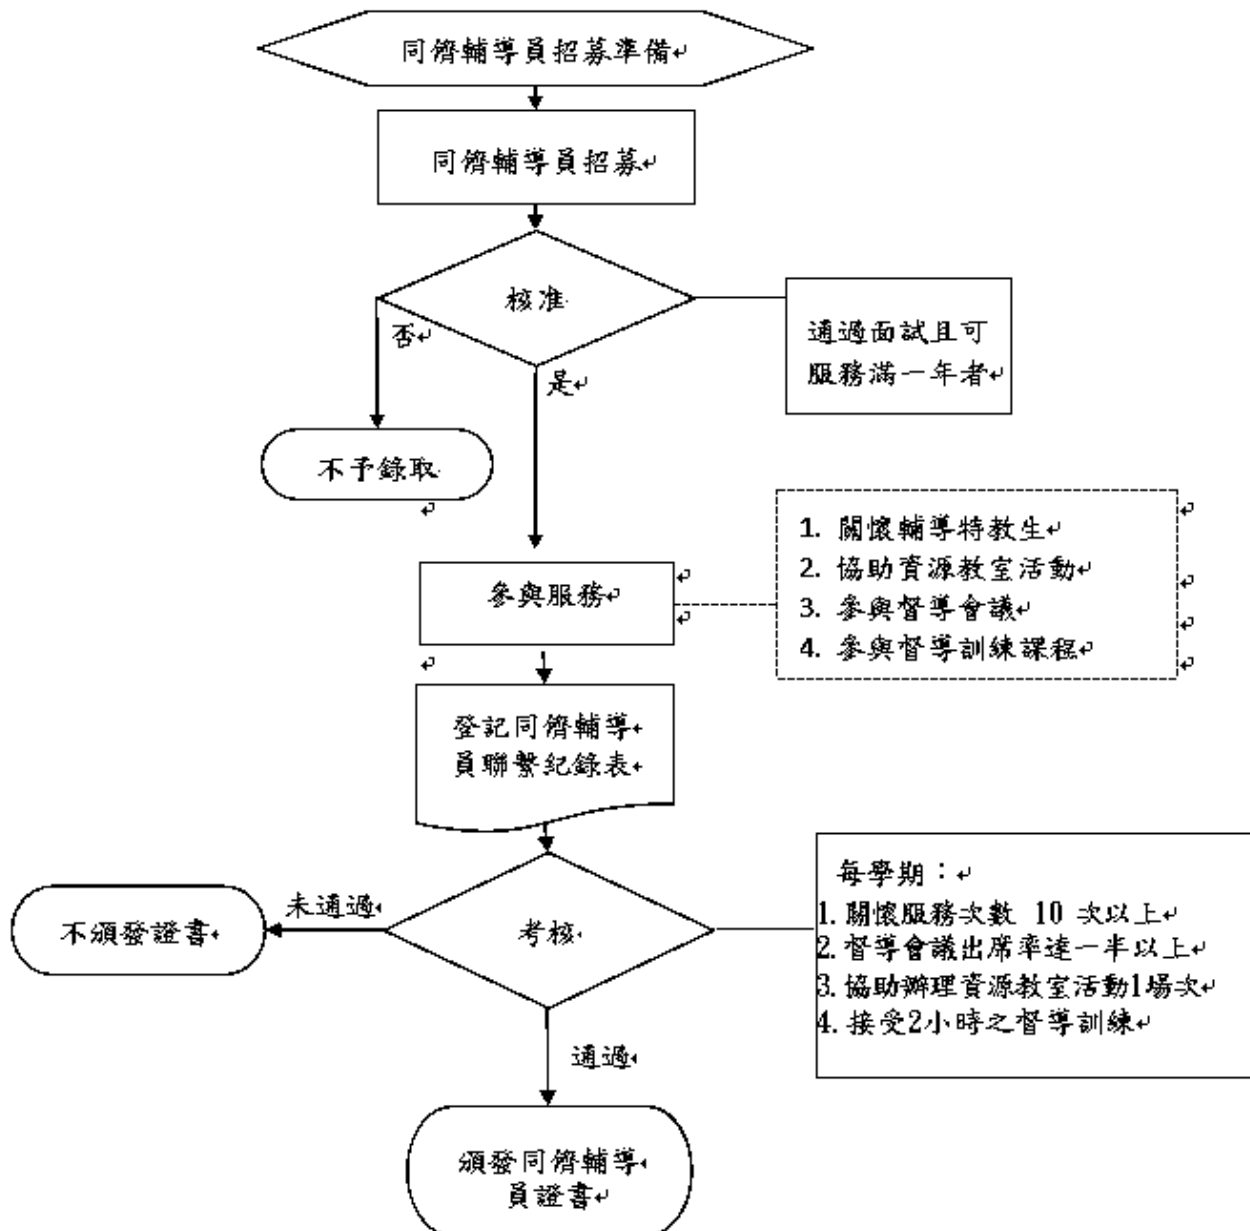 同儕輔導員招募準備
同儕輔導員招募
核准
否
是
通過面試且可
服務滿一年者
不予錄取
參與服務
1. 關懷輔導特教生
2. 協助資源教室活動
3. 參與督導會議
4. 參與督導訓練課程
登記同儕輔導
員聯繫紀錄表
考核
未通過
不頒發證書
每學期：
1. 關懷服務次數 10 次以上
2. 督導會議出席率達一半以上
3. 協助辦理資源教室活動1場次
4. 接受2小時之督導訓練
通過
頒發同儕輔導
員證書